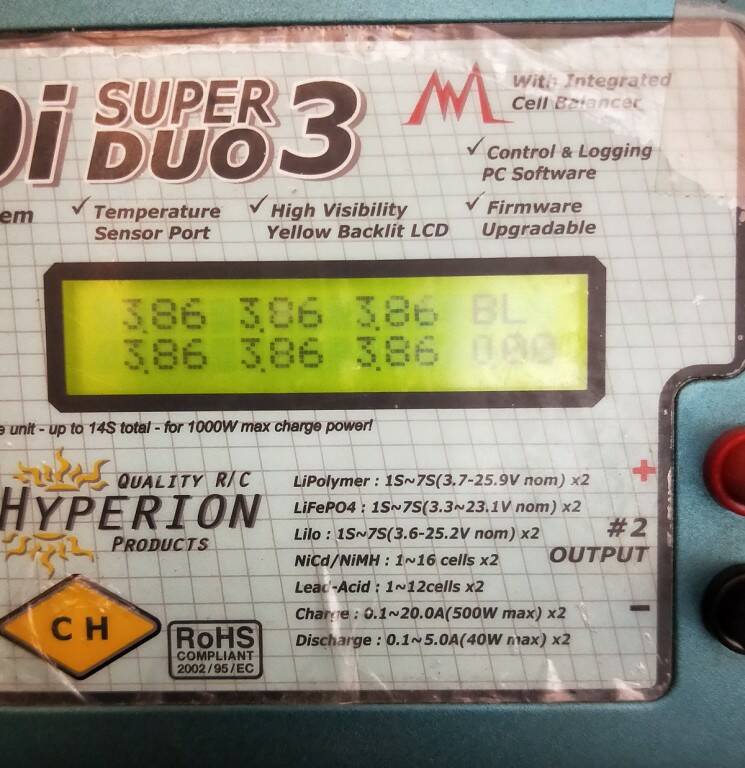 0i SUPER DUO 3
With Integrated
Cell Balancer
✓ Control & Logging
PC Software
em
✓ Temperature
Sensor Port
✓ High Visibility
Yellow Backlit LCD
✓ Firmware
Upgradable
3.86 3.86 3.86 BL
3.86 3.86 3.86 0.00
e unit - up to 14S total - for 1000W max charge power!
QUALITY R/C
HYPERION
PRODUCTS
CH
RoHS
COMPLIANT
2002/95/EC
LiPolymer : 1S~7S(3.7-25.9V nom) x2
LiFePO4 : 1S~7S(3.3~23.1V nom) x2
LiIo : 1S~7S(3.6-25.2V nom) x2
NiCd/NiMH : 1~16 cells x2
Lead-Acid : 1~12cells x2
Charge : 0.1~20.0A(500W max) x2
Discharge : 0.1~5.0A(40W max) x2
+
#2
OUTPUT
−